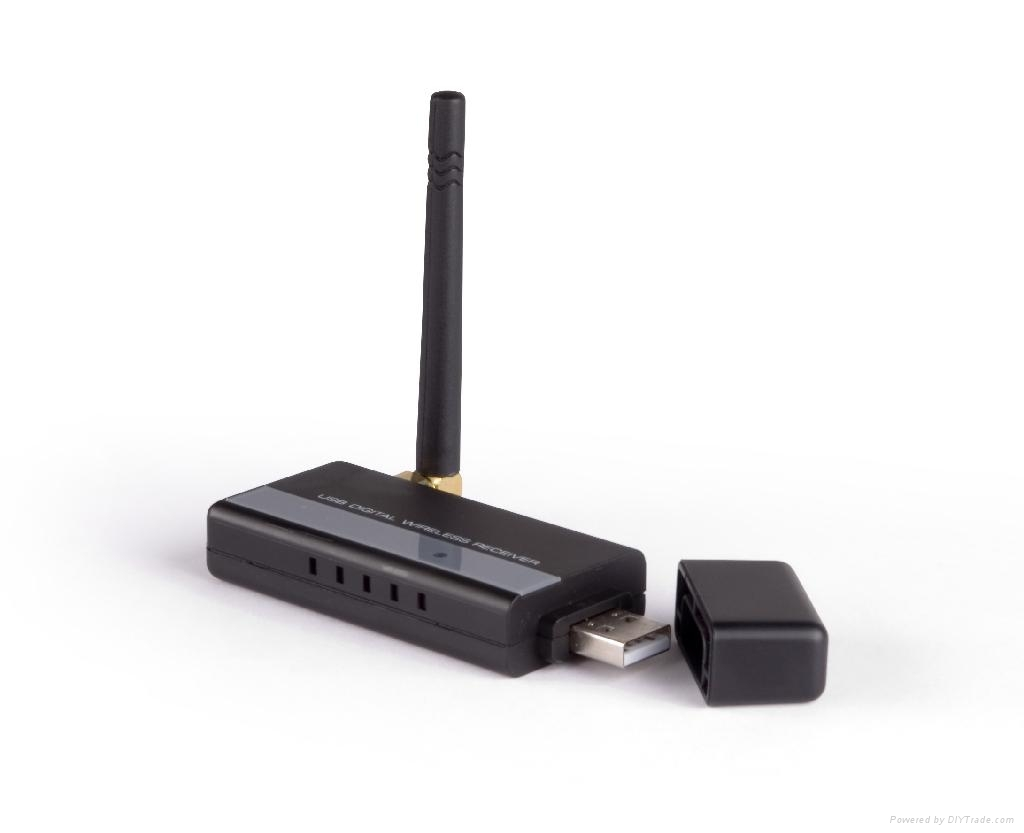 USB DIGITAL WIRELESS RECEIVER
Powered by DIYTrade.com